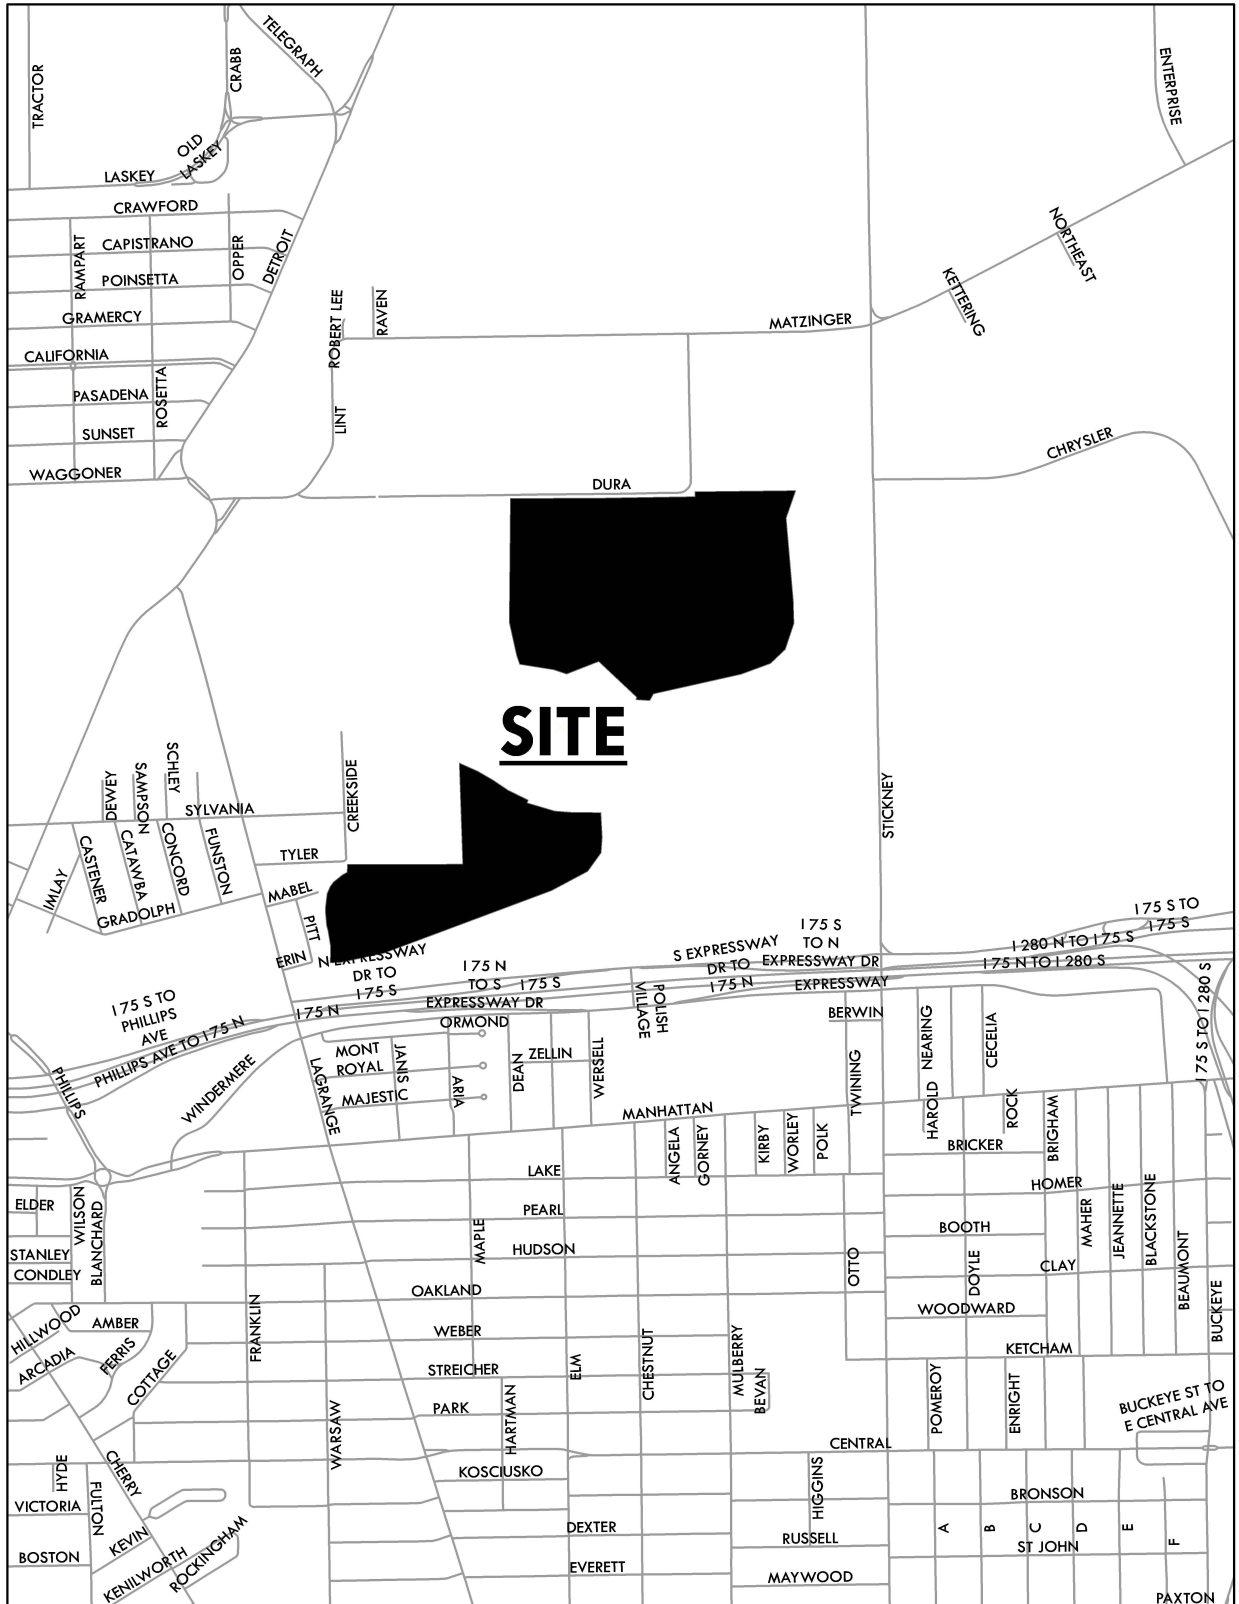 TRACTOR
CRABB
TELEGRAPH
ENTERPRISE
OLD
LASKEY
LASKEY
CRAWFORD
RAMPART
CAPISTRANO
OPPER
DETROIT
POINSETTA
GRAMERCY
CALIFORNIA
PASADENA
ROSETTA
SUNSET
WAGGONER
ROBERT LEE
RAVEN
LINT
MATZINGER
KETTERING
NORTHEAST
CHRYSLER
DURA
SITE
STICKNEY
DEWEY
SAMPSON
SCHLEY
SYLVANIA
CREEKSIDE
IMLAY
CASTENER
CATAWBA
CONCORD
FUNSTON
TYLER
GRADOLPH
MABEL
PITT
ERIN
N EXPRESSWAY
DR TO
I 75 S
I 75 N
TO S
I 75 S
S EXPRESSWAY
DR TO
I 75 N
I 75 S
TO N
EXPRESSWAY DR
EXPRESSWAY
I 280 N TO I 75 S
I 75 S TO
I 75 S
I 75 N TO I 280 S
I 75 S TO I 280 S
I 75 S TO
PHILLIPS
AVE
PHILLIPS AVE TO I 75 N
I 75 N
EXPRESSWAY DR
ORMOND
POLISH
VILLAGE
BERWIN
NEARING
CECELIA
PHILLIPS
WINDERMERE
LAGRANGE
MONT
ROYAL
JANIS
MAJESTIC
ARIA
DEAN
ZELLIN
WERSELL
TWINING
MANHATTAN
HAROLD
ROCK
BRIGHAM
ANGELA
GORNEY
KIRBY
WORLEY
POLK
BRICKER
LAKE
HOMER
ELDER
WILSON
BLANCHARD
PEARL
MAPLE
HUDSON
BOOTH
MAHER
JEANNETTE
BLACKSTONE
STANLEY
CONDLEY
OTTO
DOYLE
CLAY
BEAUMONT
BUCKEYE
OAKLAND
WOODWARD
HILLWOOD
AMBER
FERRIS
ARCADIA
COTTAGE
FRANKLIN
WEBER
STREICHER
ELM
CHESTNUT
MULBERRY
BEVAN
KETCHAM
POMEROY
ENRIGHT
BUCKEYE ST TO
E CENTRAL AVE
PARK
HARTMAN
WARSAW
CENTRAL
HYDE
CHERRY
KOSCIUSKO
HIGGINS
VICTORIA
FULTON
BRONSON
KEVIN
DEXTER
RUSSELL
A
B
C
D
E
F
ST JOHN
BOSTON
KENILWORTH
ROCKINGHAM
EVERETT
MAYWOOD
PAXTON